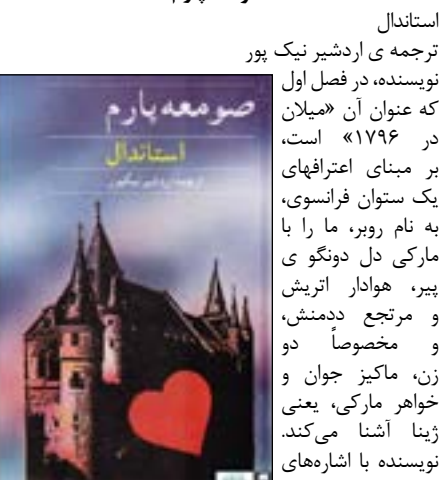 استاندال
ترجمه ی اردشیر نیک پور
نویسنده، در فصل اول
که عنوان آن «میلان
در ۱۷۹۶» است،
بر مبنای اعترافهای
یک ستوان فرانسوی،
به نام روبر، ما را با
مارکی دل دونگو ی
پیر، هوادار اتریش
و مرتجع ددمنش،
و مخصوصاً دو
زن، ماکیز جوان و
خواهر مارکی، یعنی
ژینا آشنا می‌کند.
نویسنده با اشاره‌های
صومعه پارم
استاندال